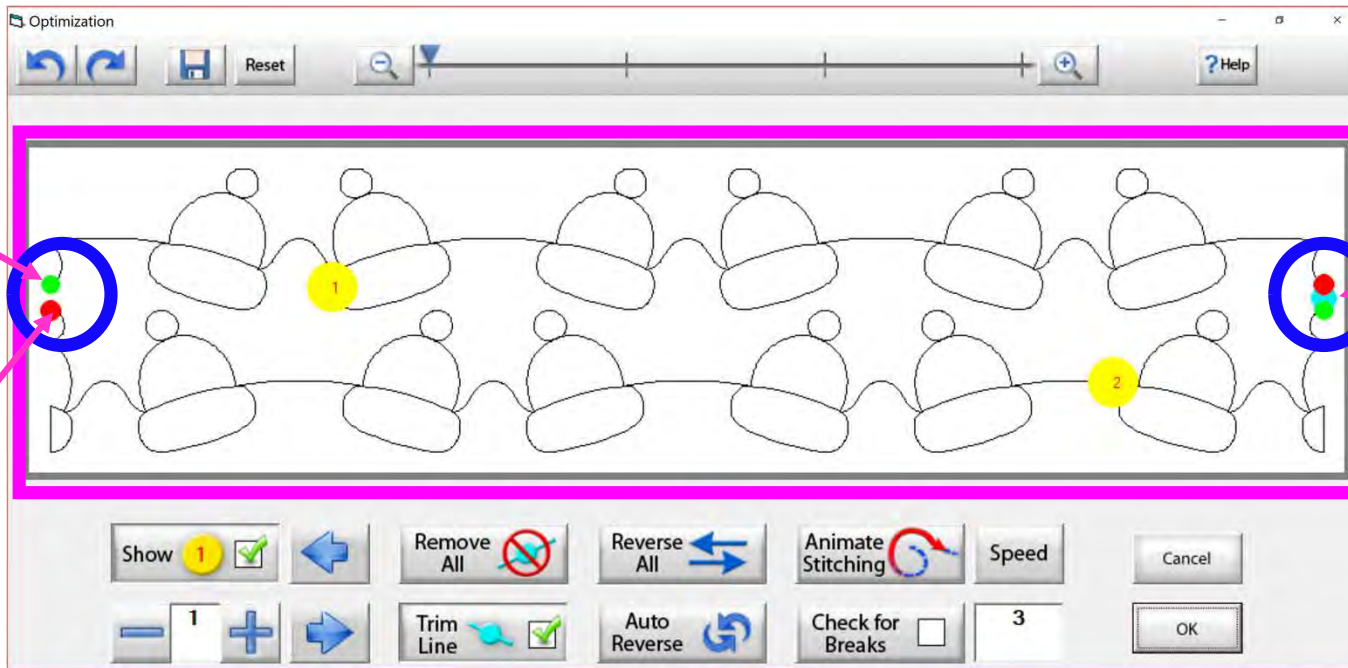 Optimization
Reset
? Help
1
2
Show 1
Remove
All
Reverse
All
Animate
Stitching
Speed
Cancel
1
Trim
Line
Auto
Reverse
Check for
Breaks
3
OK